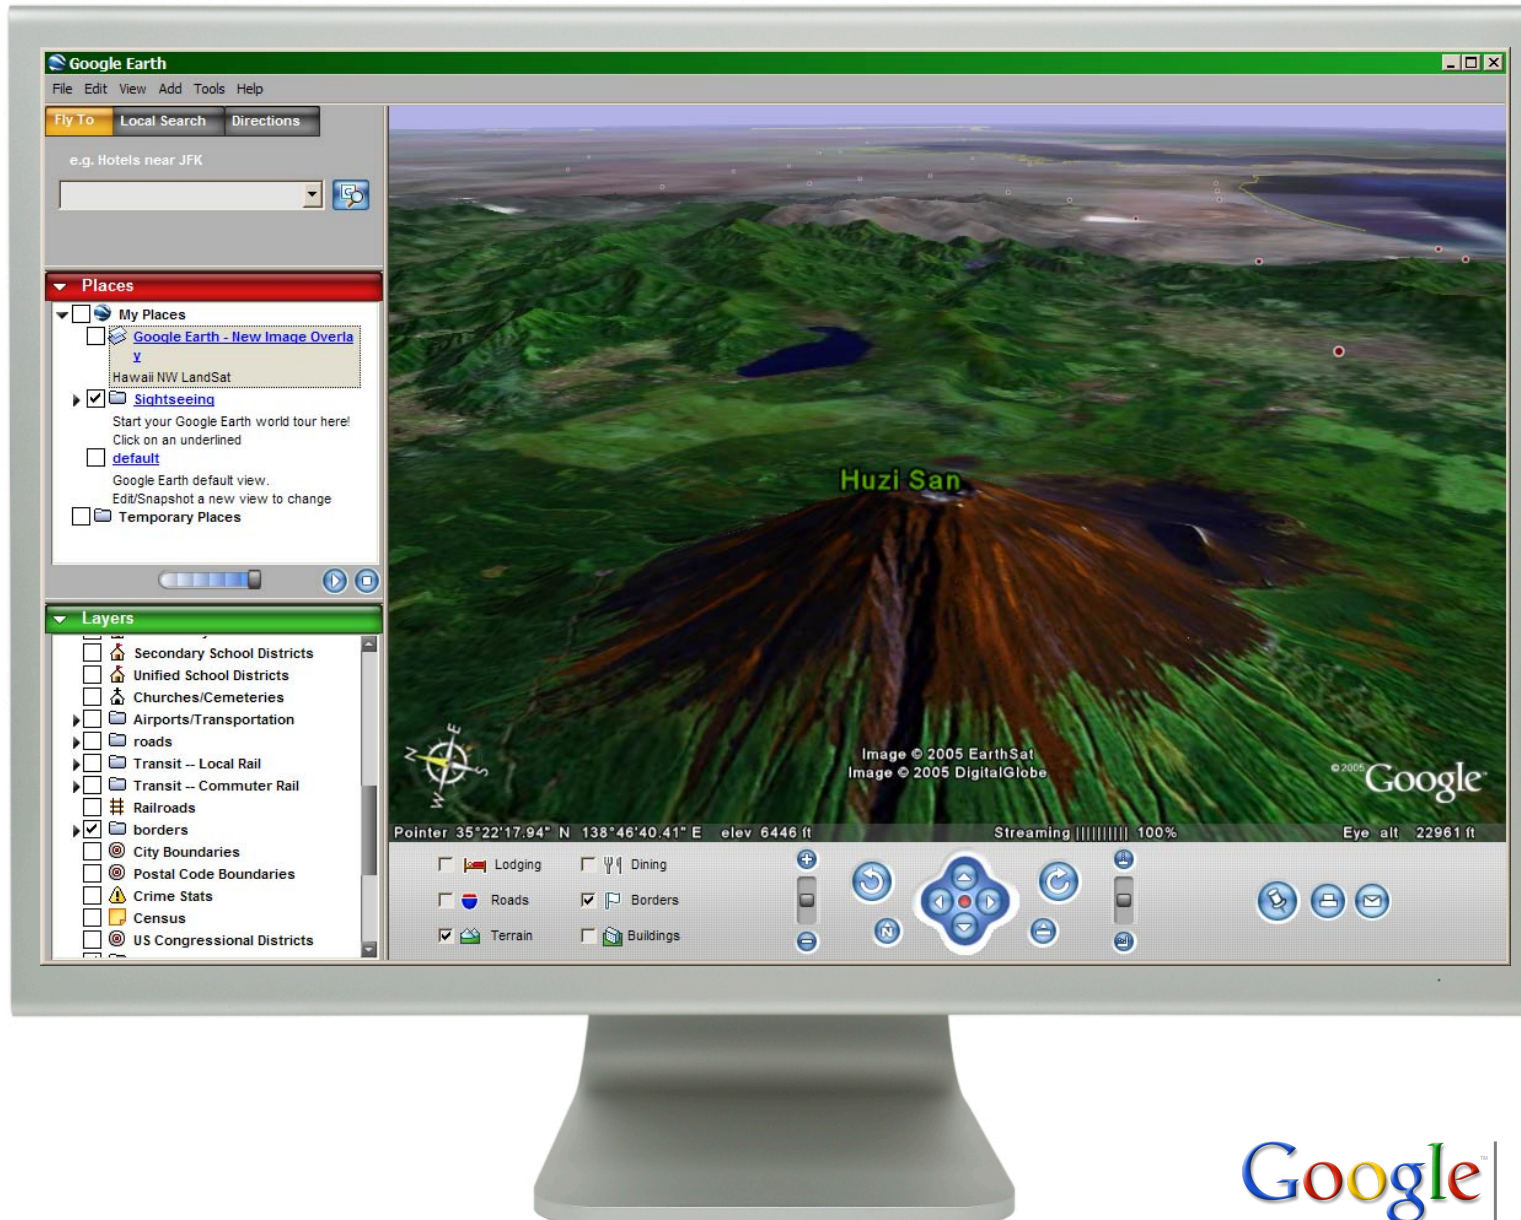 Google Earth
File Edit View Add Tools Help
Fly To Local Search Directions
e.g. Hotels near JFK
Places
My Places
Google Earth - New Image Overla
y
Hawaii NW LandSat
Sightseeing
Start your Google Earth world tour here!
Click on an underlined
default
Google Earth default view.
Edit/Snapshot a new view to change
Temporary Places
Layers
Secondary School Districts
Unified School Districts
Churches/Cemeteries
Airports/Transportation
roads
Transit -- Local Rail
Transit -- Commuter Rail
Railroads
borders
City Boundaries
Postal Code Boundaries
Crime Stats
Census
US Congressional Districts
Huzi San
N E S W
Image © 2005 EarthSat
Image © 2005 DigitalGlobe
©2005 Google™
Pointer 35°22'17.94" N 138°46'40.41" E elev 6446 ft Streaming |||||||||| 100% Eye alt 22961 ft
Lodging Dining
Roads Borders
Terrain Buildings
N
Google™